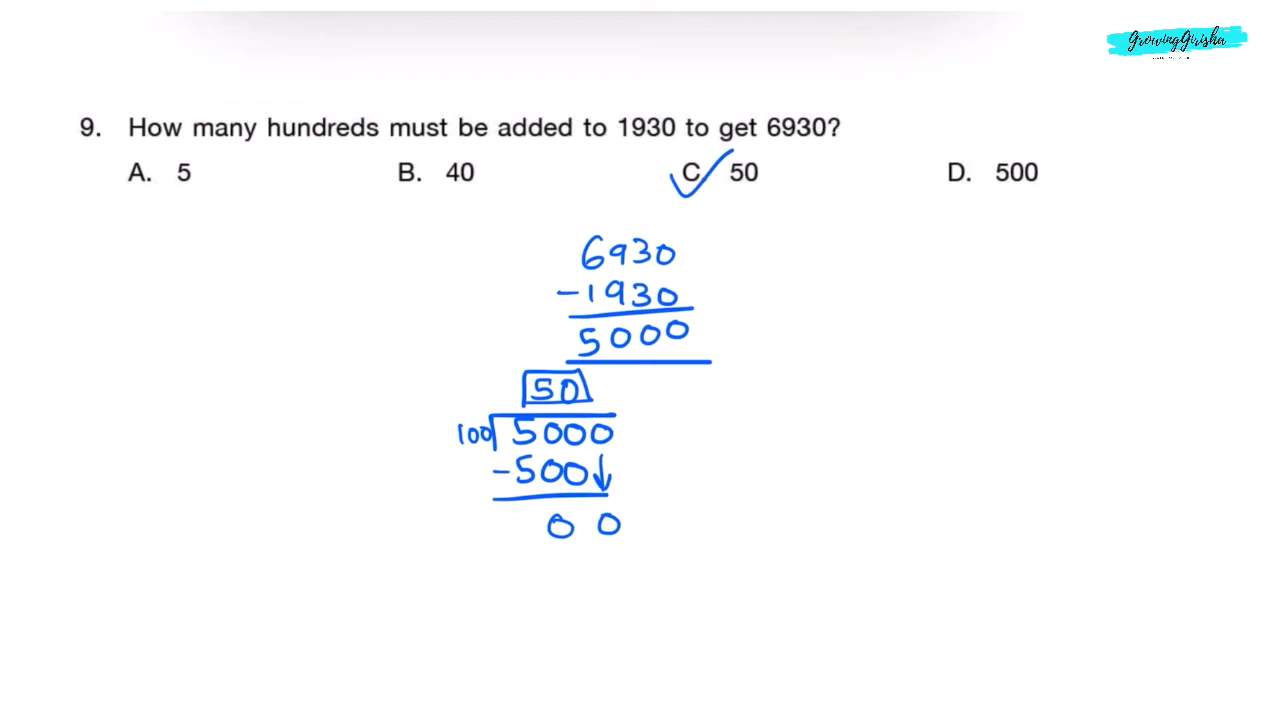 GrowingGirisha
9. How many hundreds must be added to 1930 to get 6930?
A. 5 B. 40 C 50 D. 500
6930
-1930
5000
50
100 5000
-500↓
0 0